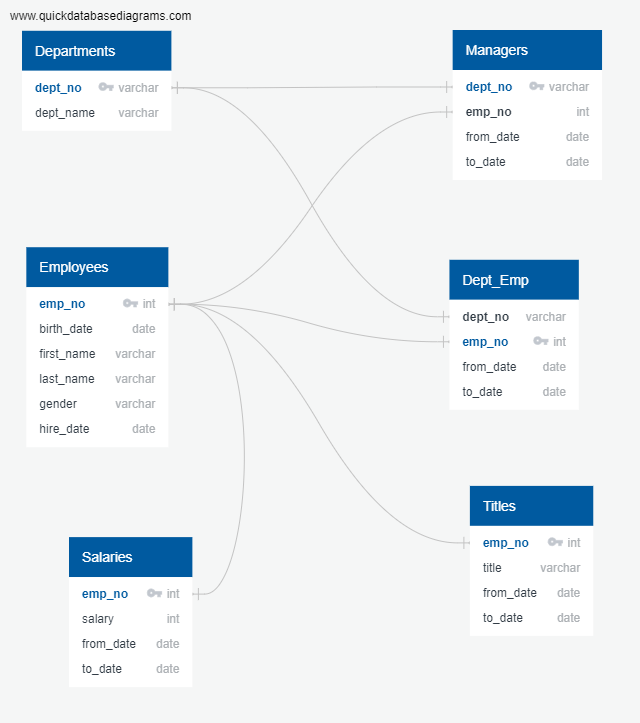 www.quickdatabasediagrams.com
Departments
dept_no varchar
dept_name varchar
Managers
dept_no varchar
emp_no int
from_date date
to_date date
Employees
emp_no int
birth_date date
first_name varchar
last_name varchar
gender varchar
hire_date date
Dept_Emp
dept_no varchar
emp_no int
from_date date
to_date date
Salaries
emp_no int
salary int
from_date date
to_date date
Titles
emp_no int
title varchar
from_date date
to_date date